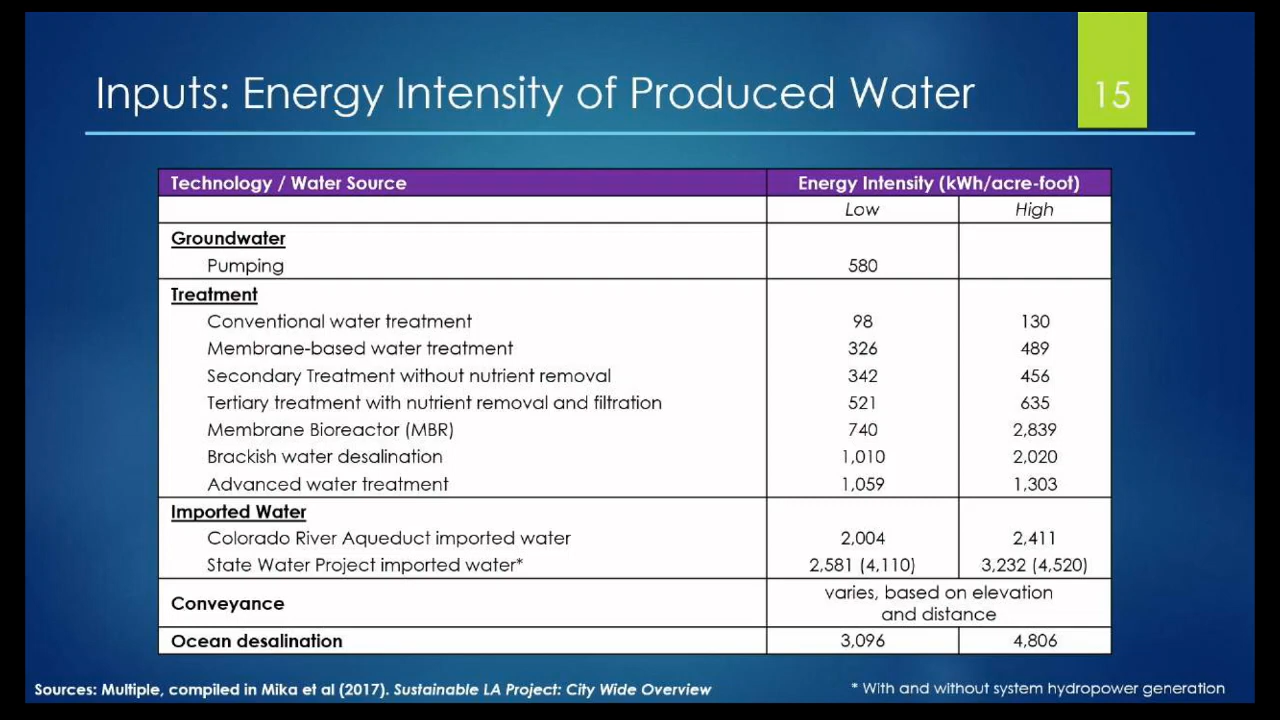 Inputs: Energy Intensity of Produced Water
15
Technology / Water Source Energy Intensity (kWh/acre-foot)
Low High
Groundwater
Pumping 580
Treatment
Conventional water treatment 98 130
Membrane-based water treatment 326 489
Secondary Treatment without nutrient removal 342 456
Tertiary treatment with nutrient removal and filtration 521 635
Membrane Bioreactor (MBR) 740 2,839
Brackish water desalination 1,010 2,020
Advanced water treatment 1,059 1,303
Imported Water
Colorado River Aqueduct imported water 2,004 2,411
State Water Project imported water* 2,581 (4,110) 3,232 (4,520)
Conveyance varies, based on elevation
and distance
Ocean desalination 3,096 4,806
Sources: Multiple, compiled in Mika et al (2017). Sustainable LA Project: City Wide Overview
* With and without system hydropower generation